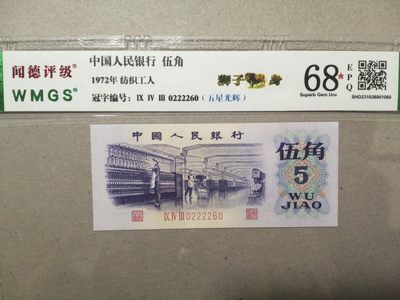 闻德评级®
WMGS®
中国人民银行 伍角
1972年 纺织工人
冠字编号: IX IV III 0222260 (五星光辉)
狮子号
68★
Superb Gem Unc
EPQ
SHD231026001060
中国人民银行
伍角
5
WU
JIAO
IX IV III 0222260